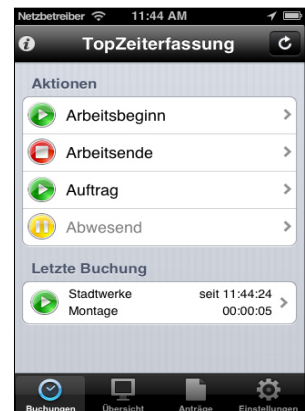 Netzbetreiber 11:44 AM
TopZeiterfassung
Aktionen
Arbeitsbeginn
Arbeitsende
Auftrag
Abwesend
Letzte Buchung
Stadtwerke seit 11:44:24
Montage 00:00:05
Buchungen Übersicht Anträge Einstellungen